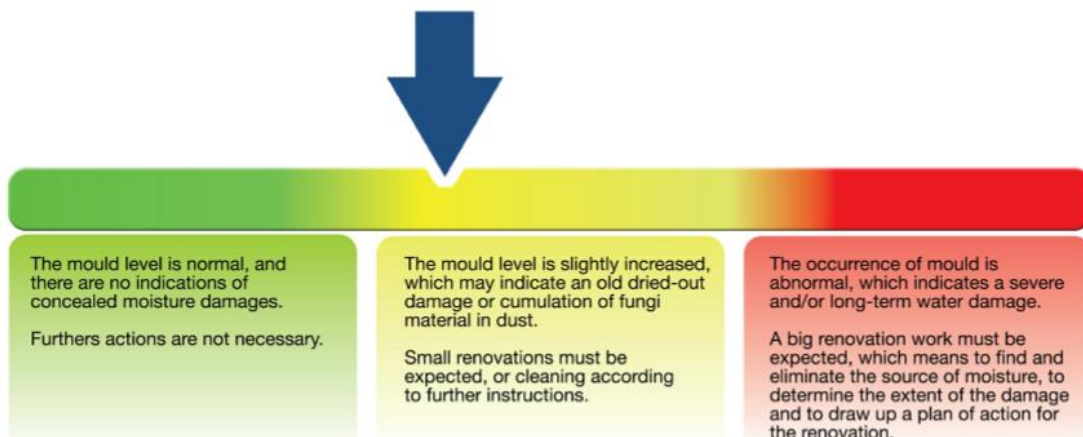 The mould level is normal, and
there are no indications of
concealed moisture damages.
Furthers actions are not necessary.
The mould level is slightly increased,
which may indicate an old dried-out
damage or cumulation of fungi
material in dust.
Small renovations must be
expected, or cleaning according
to further instructions.
The occurrence of mould is
abnormal, which indicates a severe
and/or long-term water damage.
A big renovation work must be
expected, which means to find and
eliminate the source of moisture, to
determine the extent of the damage
and to draw up a plan of action for
the renovation.